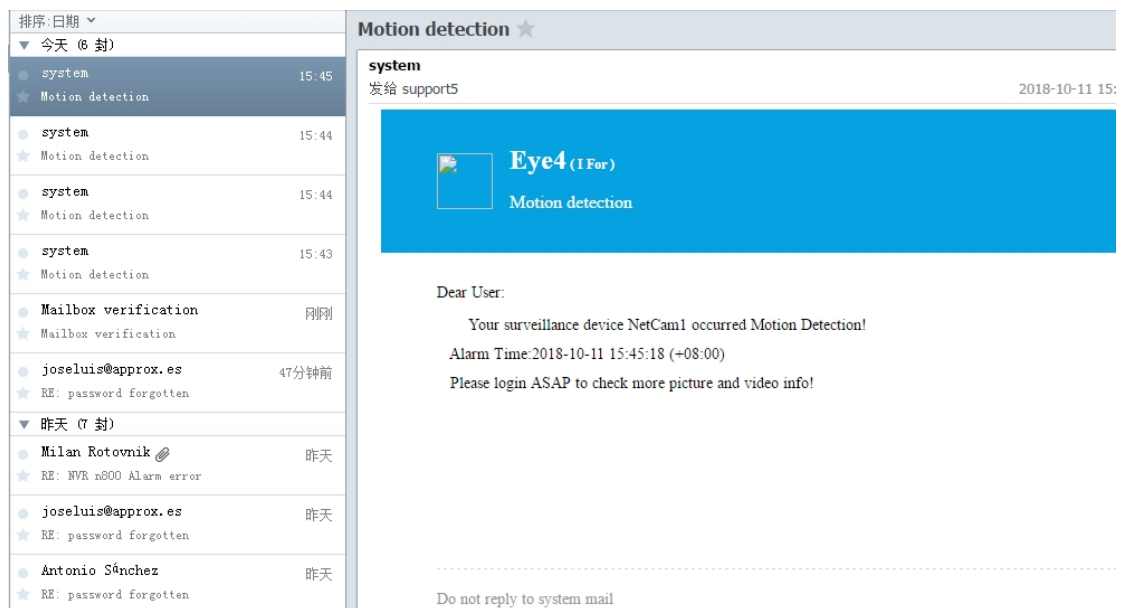 排序:日期
今天 (6 封)
system 15:45
Motion detection
system 15:44
Motion detection
system 15:44
Motion detection
system 15:43
Motion detection
Mailbox verification 刚刚
Mailbox verification
joseluis@approx.es 47分钟前
RE: password forgotten
昨天 (7 封)
Milan Rotovnik 昨天
RE: NVR n800 Alarm error
joseluis@approx.es 昨天
RE: password forgotten
Antonio Sánchez 昨天
RE: password forgotten
Motion detection
system
发给 support5 2018-10-11 15:
Eye4 (I For)
Motion detection
Dear User:
Your surveillance device NetCam1 occurred Motion Detection!
Alarm Time:2018-10-11 15:45:18 (+08:00)
Please login ASAP to check more picture and video info!
Do not reply to system mail